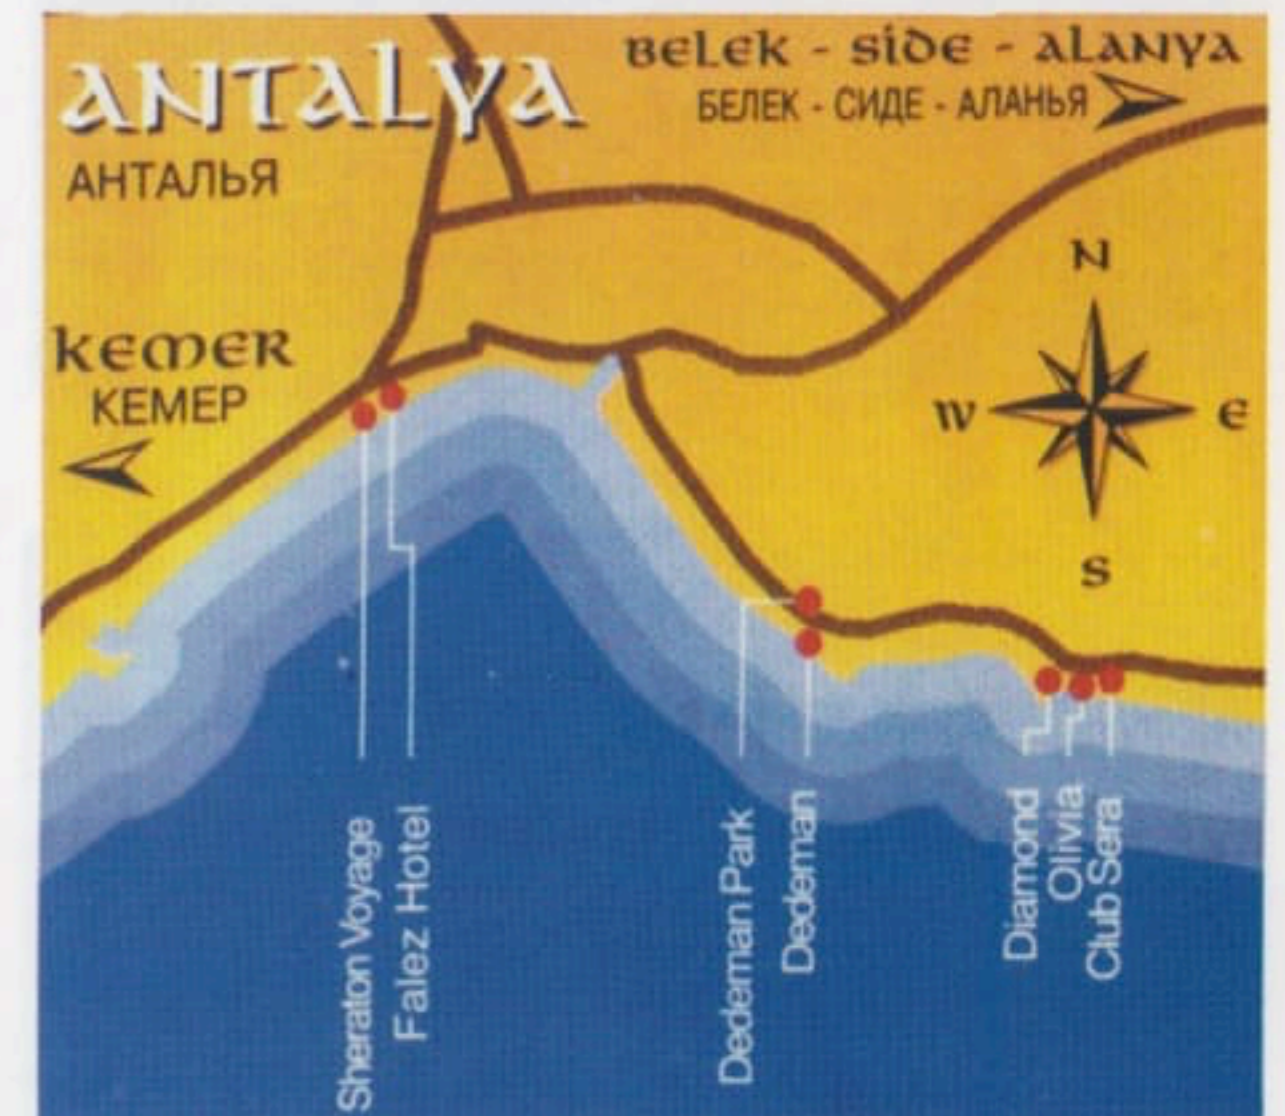 ANTALYA
АНТАЛЬЯ
BELEK - SIDE - ALANYA
БЕЛЕК - СИДЕ - АЛАНЬЯ
N
W
E
S
KEMER
КЕМЕР
Sheraton Voyage
Falez Hotel
Dedeman Park
Dedeman
Diamond
Olivia
Club Sera